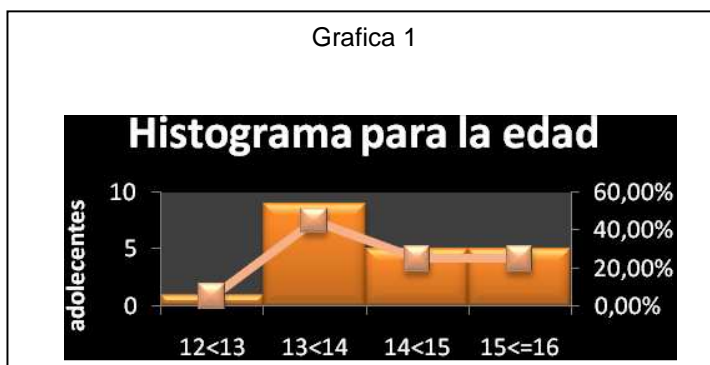 Grafica 1
Histograma para la edad
adolecentes
10
5
0
60,00%
40,00%
20,00%
0,00%
12<13 13<14 14<15 15<=16